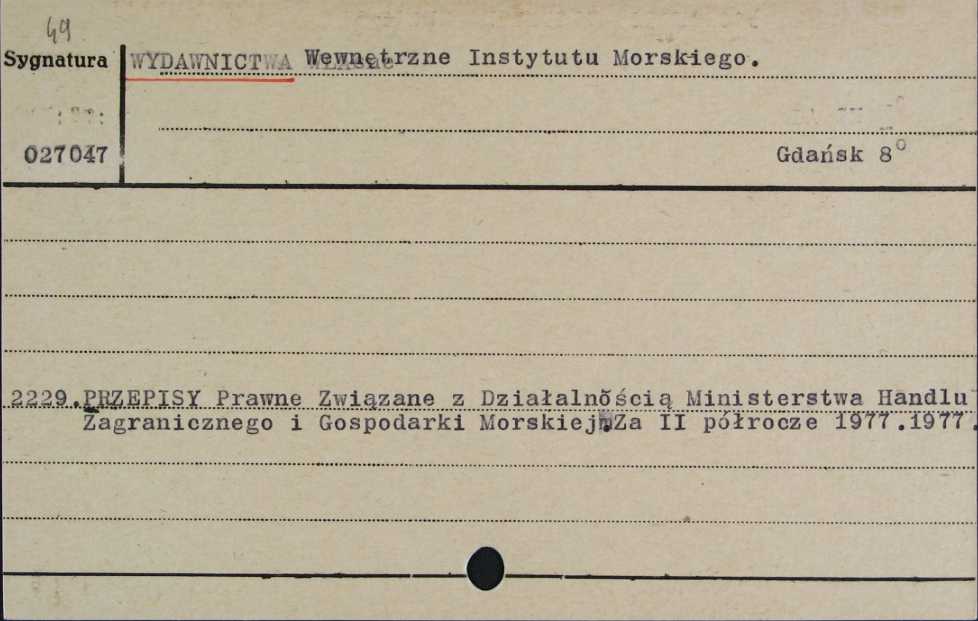 49
Sygnatura WYDAWNICTWA Wewnętrzne Instytutu Morskiego.
027047 Gdańsk 8°
2229.PRZEPISY Prawne Związane z Działalnością Ministerstwa Handlu
Zagranicznego i Gospodarki Morskiej.Za II półrocze 1977.1977.